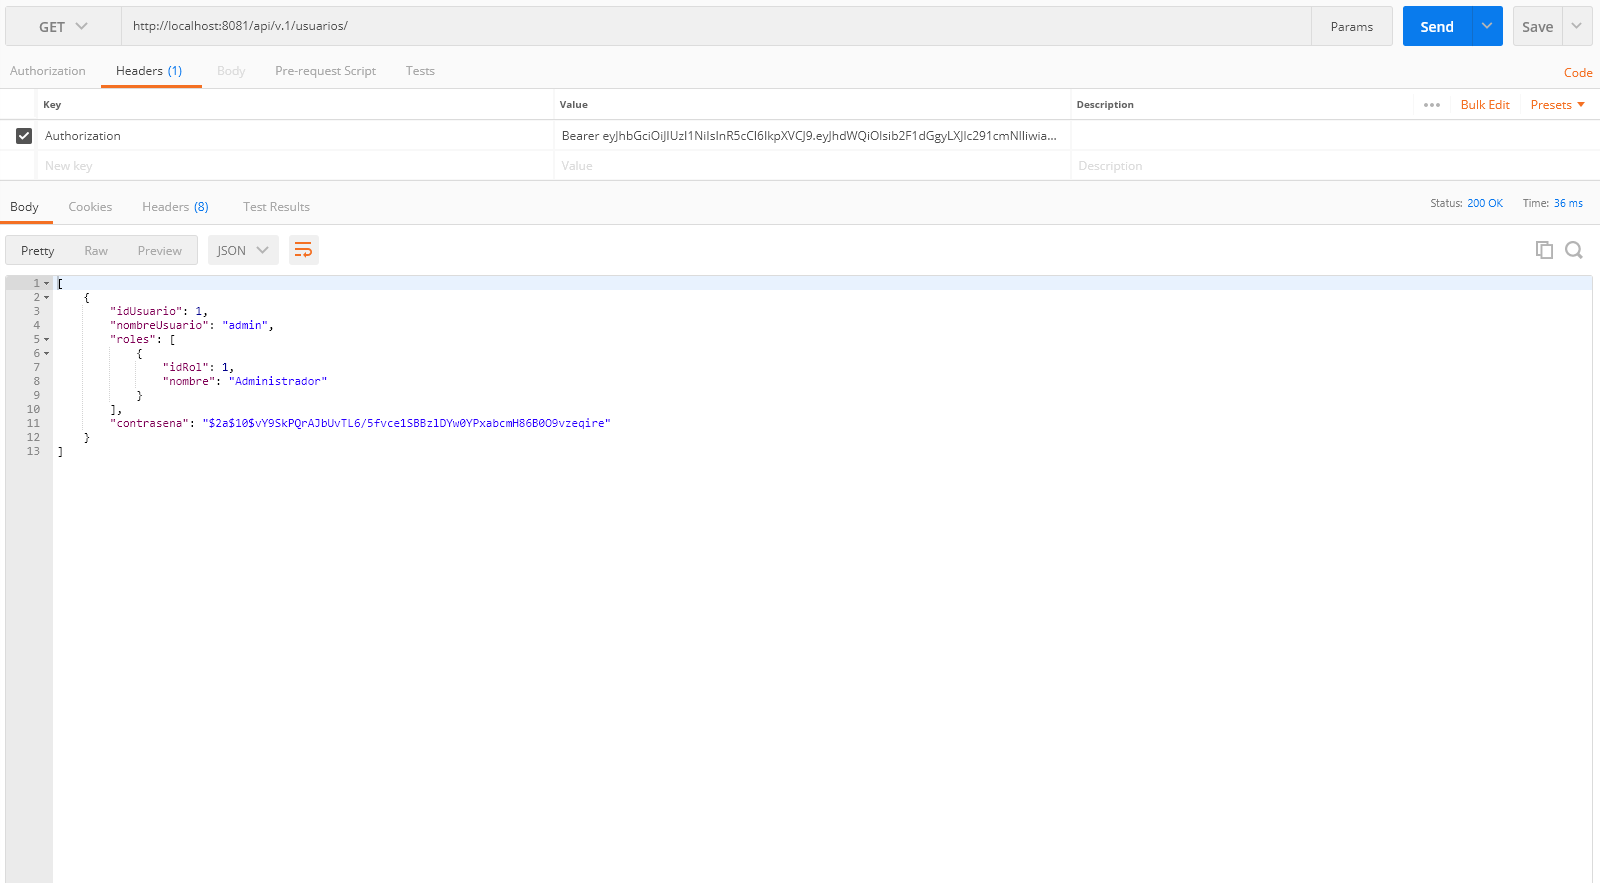 GET http://localhost:8081/api/v.1/usuarios/ Params Send Save
Authorization Headers (1) Body Pre-request Script Tests Code
Key Value Description ••• Bulk Edit Presets
Authorization Bearer eyJhbGciOiJIUzI1NiIsInR5cCI6IkpXVCJ9.eyJhdWQiOlsib2F1dGgyLXJlc291cmNlIiwia...
New key Value Description
Body Cookies Headers (8) Test Results Status: 200 OK Time: 36 ms
Pretty Raw Preview JSON
1 [
2 {
3 "idUsuario": 1,
4 "nombreUsuario": "admin",
5 "roles": [
6 {
7 "idRol": 1,
8 "nombre": "Administrador"
9 }
10 ],
11 "contrasena": "$2a$10$vY9SkPQrAJbUvTL6/5fvce1SBBzlDYw0YPxabcmH86B0O9vzeqire"
12 }
13 ]